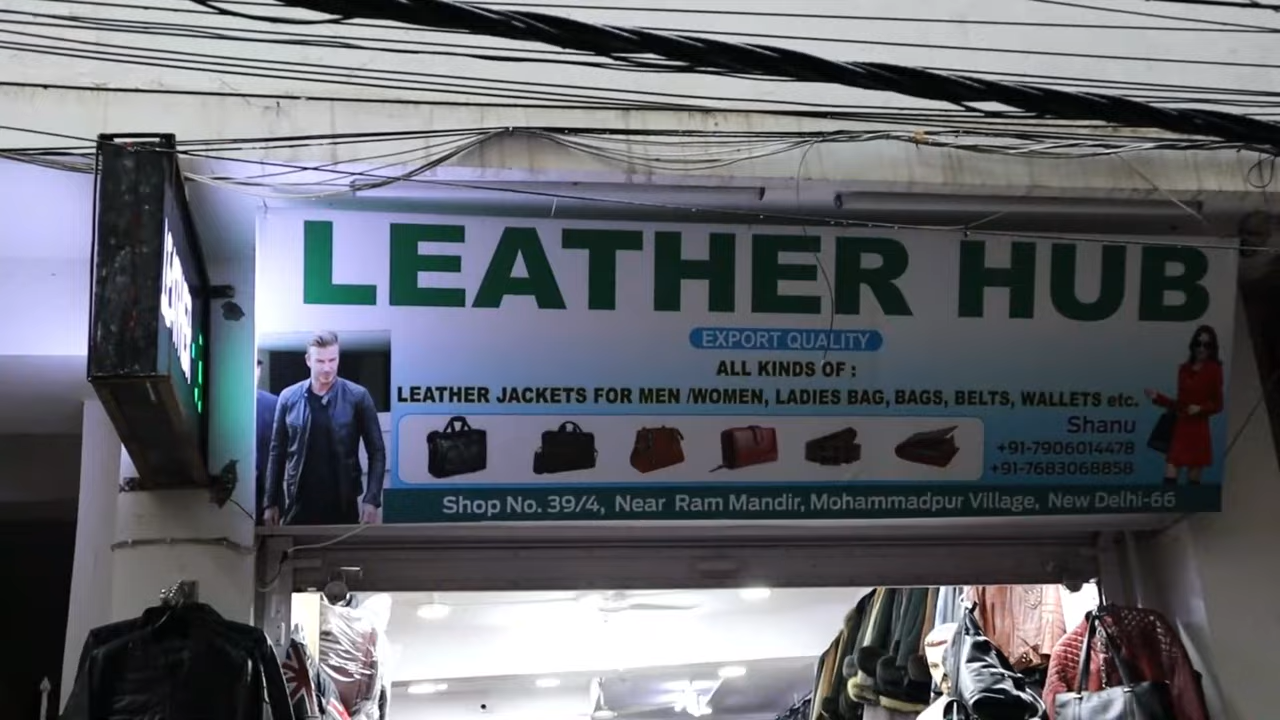 LEATHER
LEATHER HUB
EXPORT QUALITY
ALL KINDS OF :
LEATHER JACKETS FOR MEN /WOMEN, LADIES BAG, BAGS, BELTS, WALLETS etc.
Shanu
+91-7906014478
+91-7683068858
Shop No. 39/4, Near Ram Mandir, Mohammadpur Village, New Delhi-66